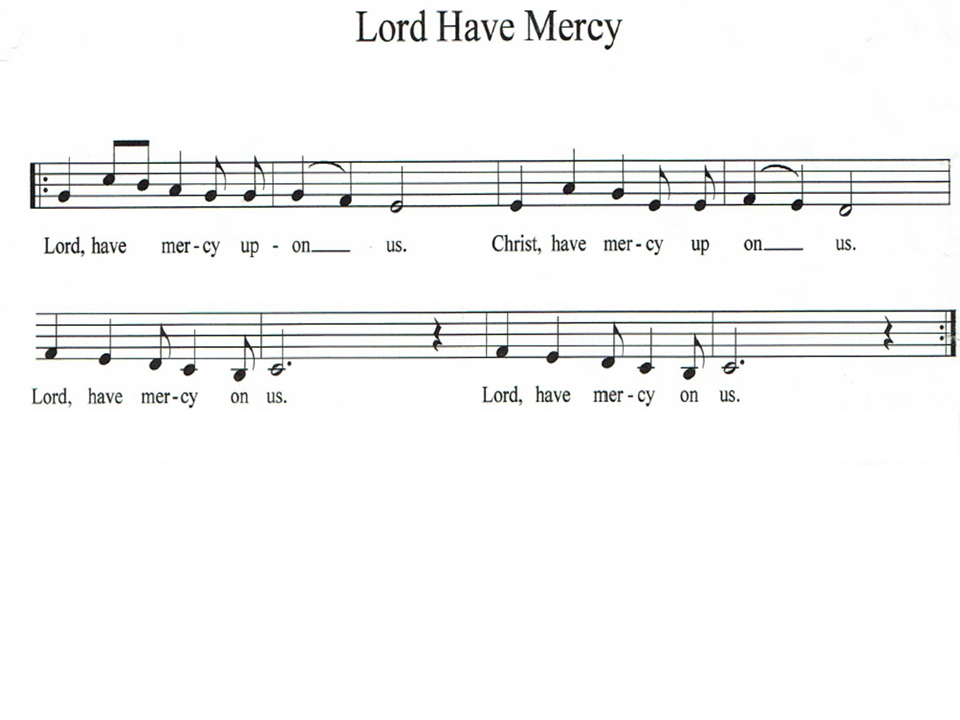 Lord Have Mercy
Lord, have mer-cy up - on___ us. Christ, have mer-cy up on___ us.
Lord, have mer-cy on us. Lord, have mer-cy on us.